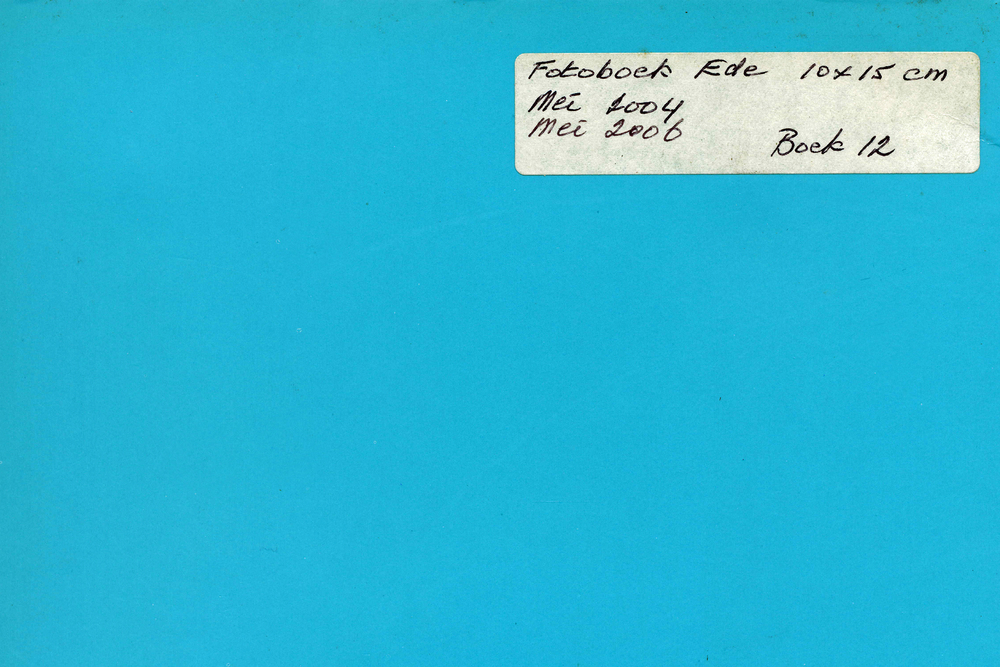 Fotoboek Ede 10x15 cm
Mei 2004
Mei 2006
Boek 12